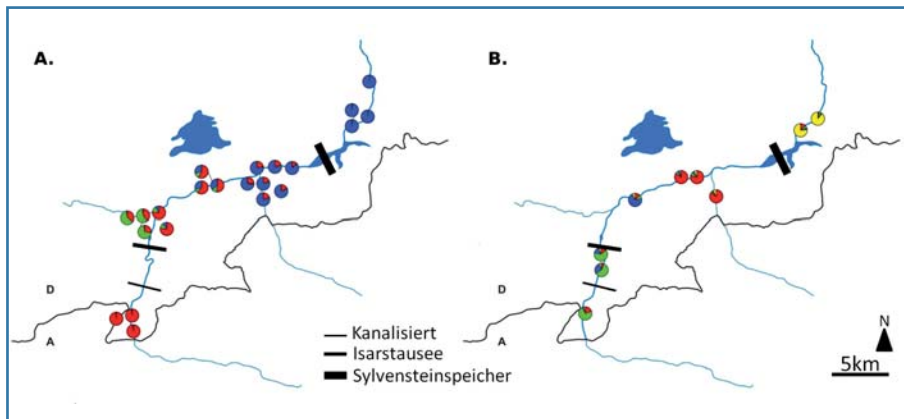 A.
B.
D
A
D
A
Kanalisiert
Isarstausee
Sylvensteinspeicher
N
5km